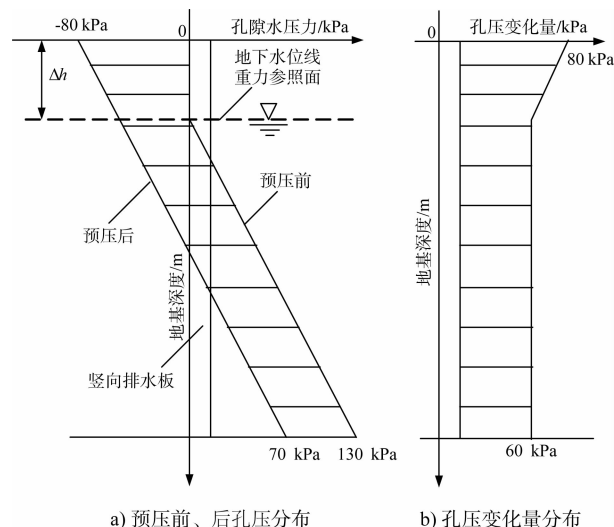 -80 kPa
0
孔隙水压力/kPa
Δh
地下水位线
重力参照面
预压前
预压后
地基深度/m
竖向排水板
70 kPa
130 kPa
a) 预压前、后孔压分布
0
孔压变化量/kPa
80 kPa
地基深度/m
60 kPa
b) 孔压变化量分布